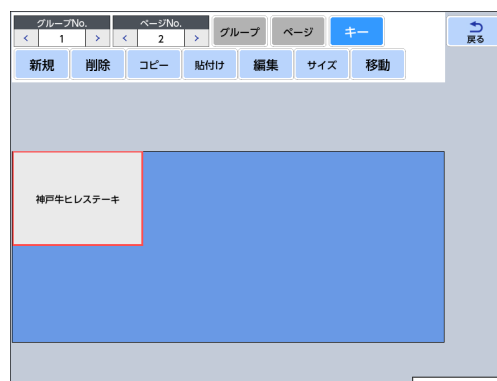 グループNo. ページNo.
< 1 > < 2 > グループ ページ キー 戻る
新規 削除 コピー 貼付け 編集 サイズ 移動
神戸牛ヒレステーキ